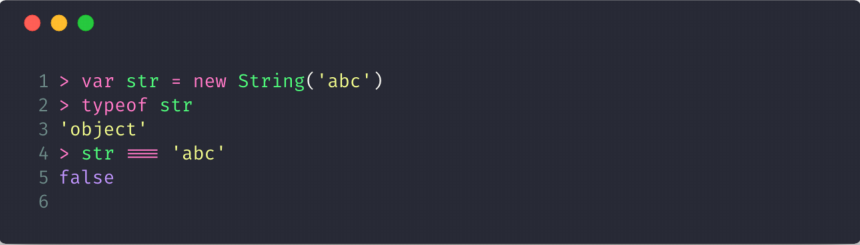 1 > var str = new String('abc')
2 > typeof str
3 'object'
4 > str === 'abc'
5 false
6